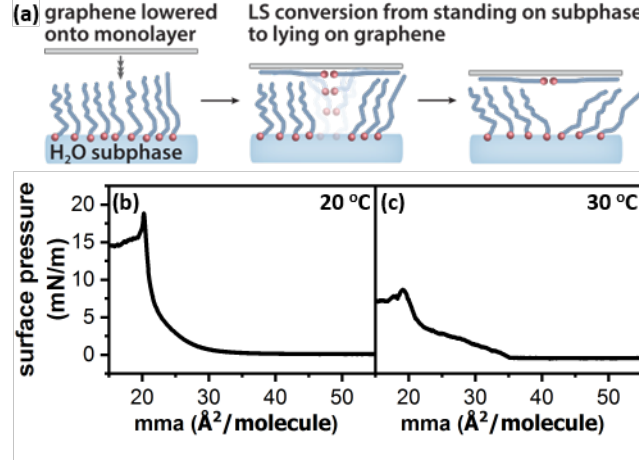 (a) graphene lowered
onto monolayer
LS conversion from standing on subphase
to lying on graphene
H₂O subphase
(b)
20 °C
(c)
30 °C
surface pressure
(mN/m)
20
15
10
5
0
20
30
40
50
20
30
40
50
mma (Å²/molecule)
mma (Å²/molecule)